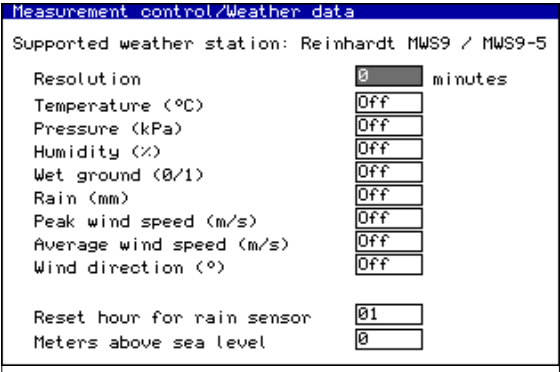 Measurement control/Weather data
Supported weather station: Reinhardt MWS9 / MWS9-5
Resolution 0 minutes
Temperature (°C) Off
Pressure (kPa) Off
Humidity (%) Off
Wet ground (0/1) Off
Rain (mm) Off
Peak wind speed (m/s) Off
Average wind speed (m/s) Off
Wind direction (°) Off
Reset hour for rain sensor 01
Meters above sea level 0